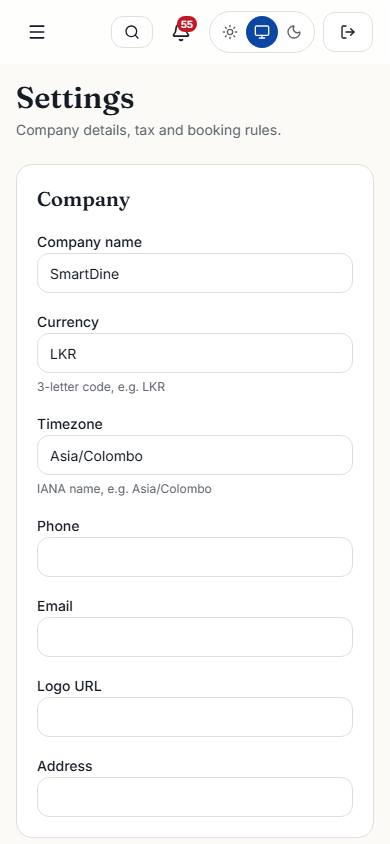 55
Settings
Company details, tax and booking rules.
Company
Company name
SmartDine
Currency
LKR
3-letter code, e.g. LKR
Timezone
Asia/Colombo
IANA name, e.g. Asia/Colombo
Phone
Email
Logo URL
Address